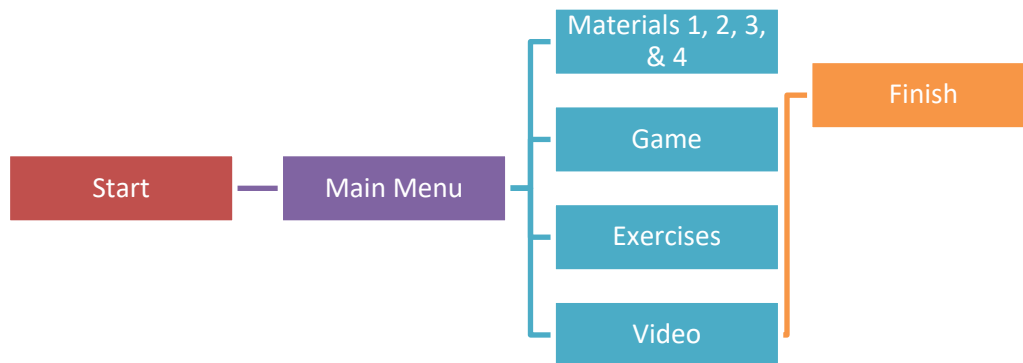 Start
Main Menu
Materials 1, 2, 3,
& 4
Game
Exercises
Video
Finish